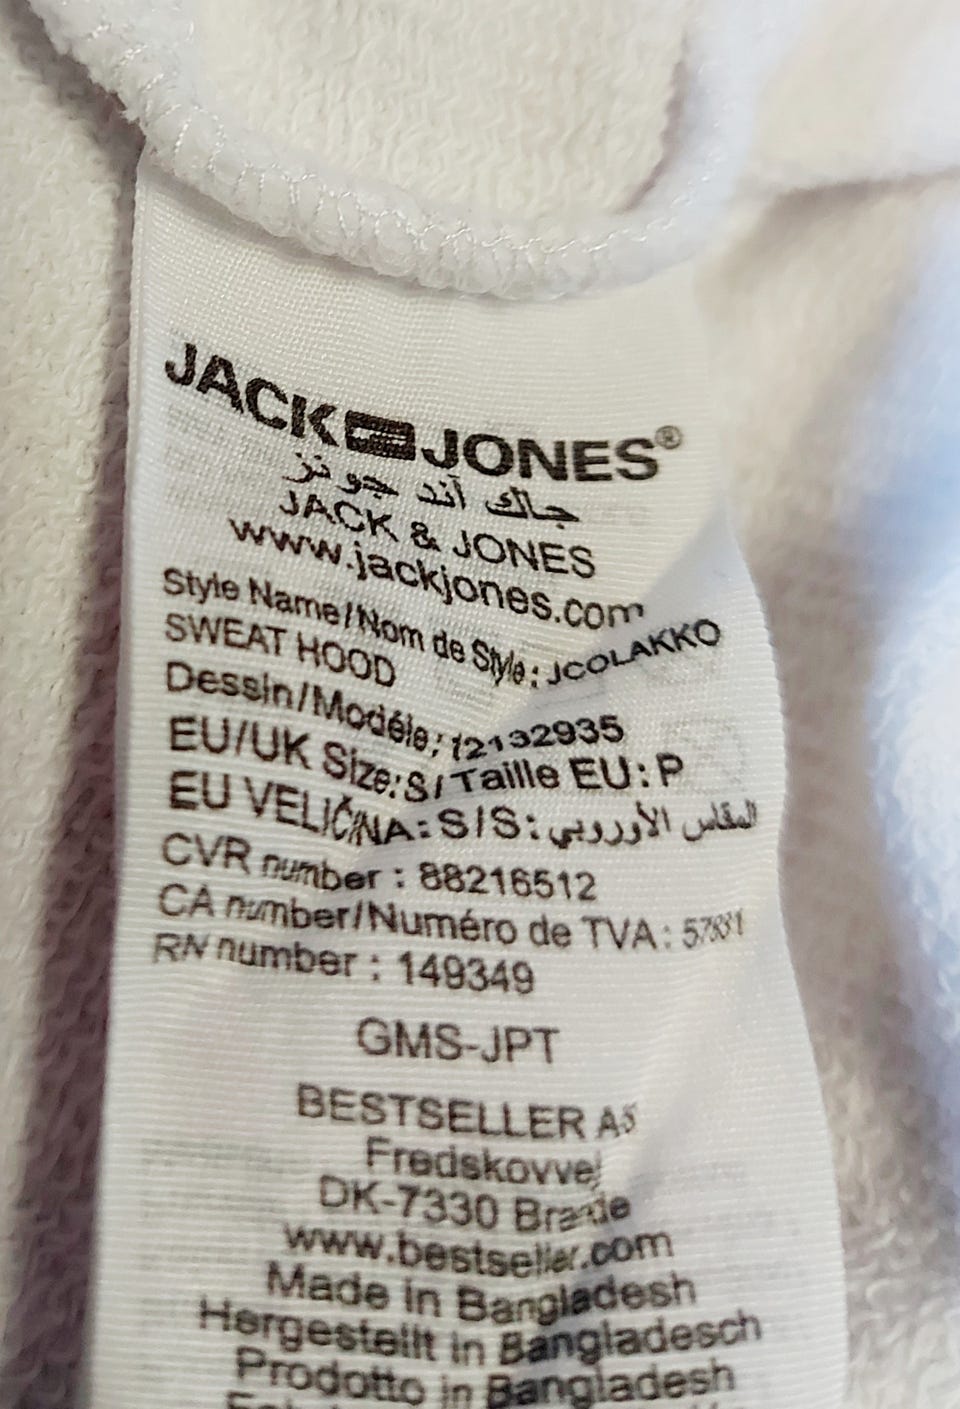 JACK JONES®
جاك آند جونز
JACK & JONES
www.jackjones.com
Style Name/Nom de Style: JCOLAKKO
SWEAT HOOD
Dessin/Modéle: 12132935
EU/UK Size: S/Taille EU: P
EU VELIČINA: S/S: المقاس الأوروبي
CVR number : 88216512
CA number/Numéro de TVA:
RN number : 149349
GMS-JPT
BESTSELLER AS
Fredskovvej
DK-7330 Brande
www.bestseller.com
Made in Bangladesh
Hergestellt in Bangladesch
Prodotto in Bangladesh